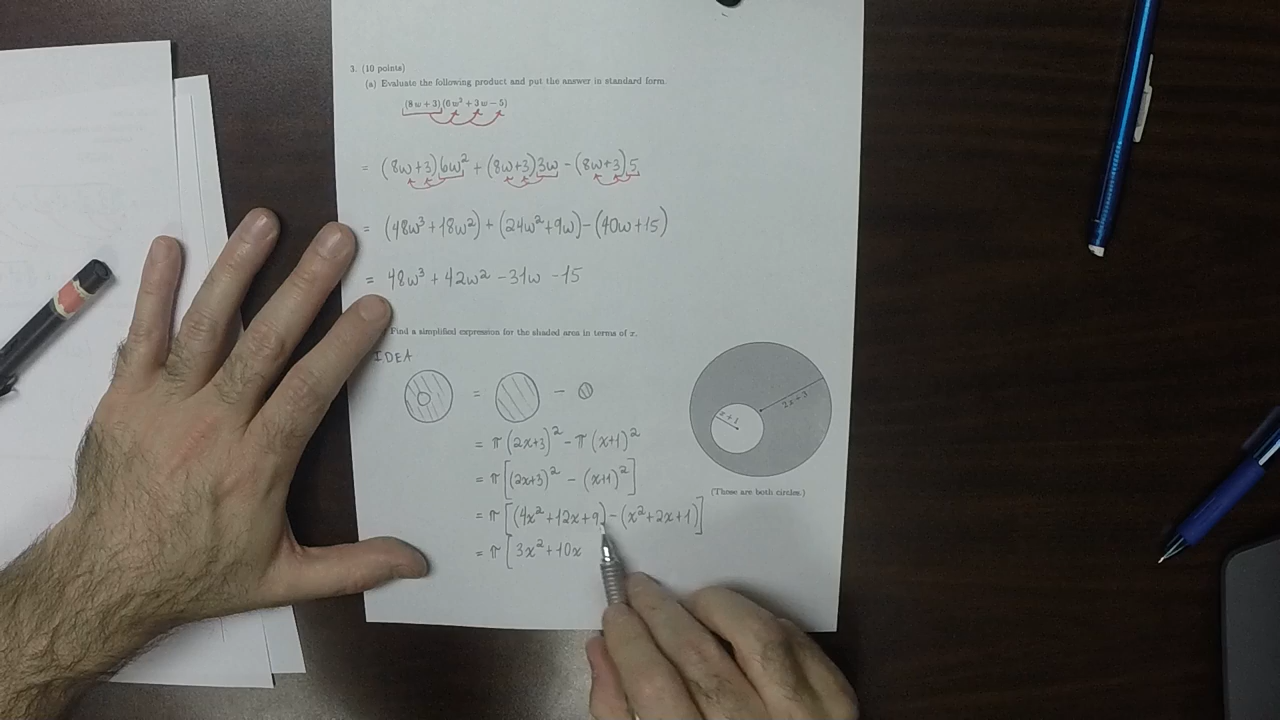 3. (10 points)
(a) Evaluate the following product and put the answer in standard form.
(8w + 3)(6w² + 3w − 5)
= (8w+3)6w² + (8w+3)3w − (8w+3)5
= (48w³+18w²) + (24w²+9w) − (40w+15)
= 48w³ + 42w² − 31w − 15
Find a simplified expression for the shaded area in terms of x.
IDEA
= −
= π(2x+3)² − π(x+1)²
= π[(2x+3)² − (x+1)²]
= π[(4x²+12x+9) − (x²+2x+1)]
= π[3x²+10x
x+1
2x + 3
(These are both circles.)